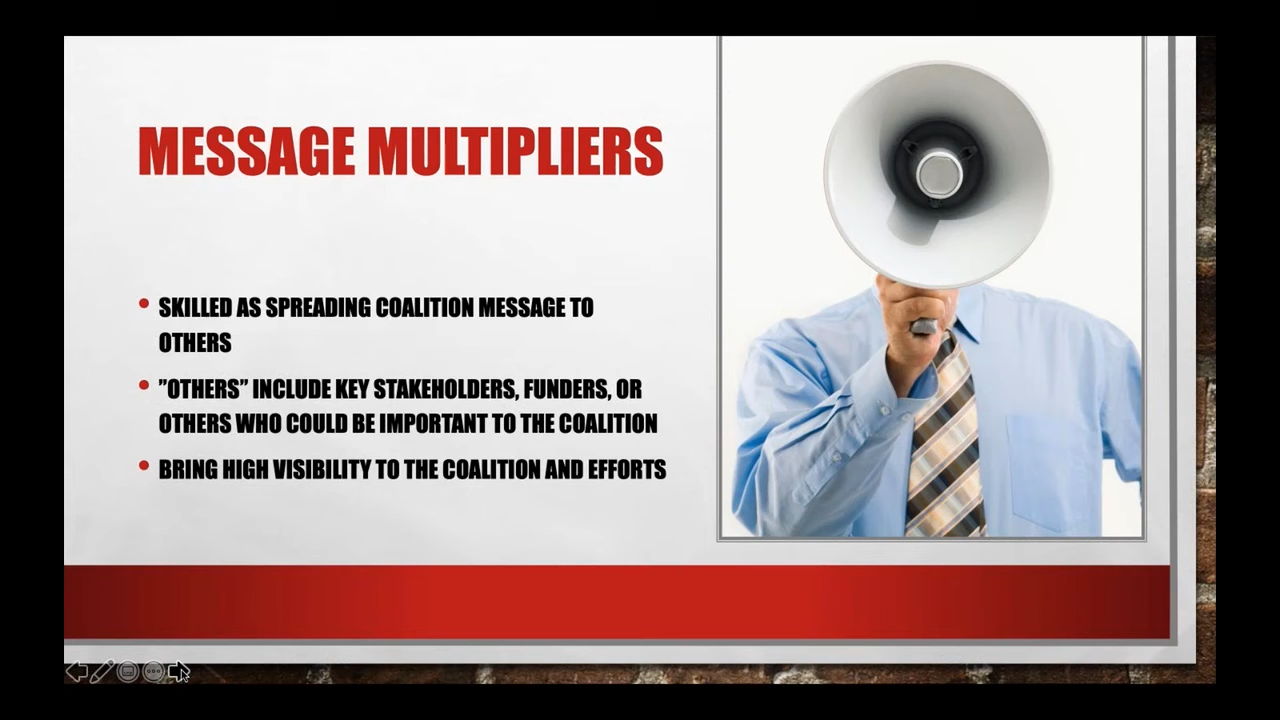 MESSAGE MULTIPLIERS
• SKILLED AS SPREADING COALITION MESSAGE TO
OTHERS
• ”OTHERS” INCLUDE KEY STAKEHOLDERS, FUNDERS, OR
OTHERS WHO COULD BE IMPORTANT TO THE COALITION
• BRING HIGH VISIBILITY TO THE COALITION AND EFFORTS